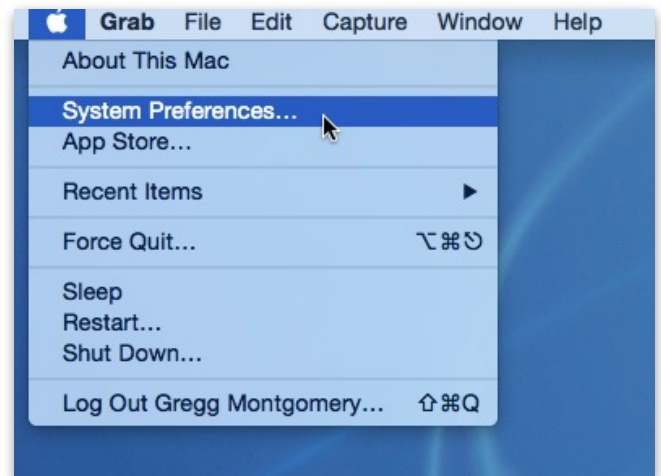 Grab File Edit Capture Window Help
About This Mac
System Preferences...
App Store...
Recent Items ▶
Force Quit... ⌥⌘⎋
Sleep
Restart...
Shut Down...
Log Out Gregg Montgomery... ⇧⌘Q